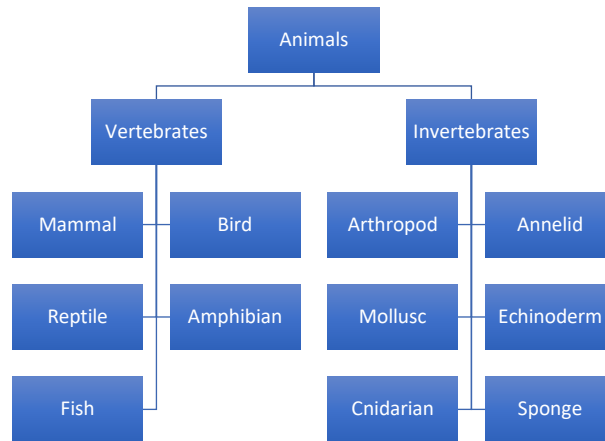 Animals
Vertebrates
Invertebrates
Mammal
Bird
Arthropod
Annelid
Reptile
Amphibian
Mollusc
Echinoderm
Fish
Cnidarian
Sponge